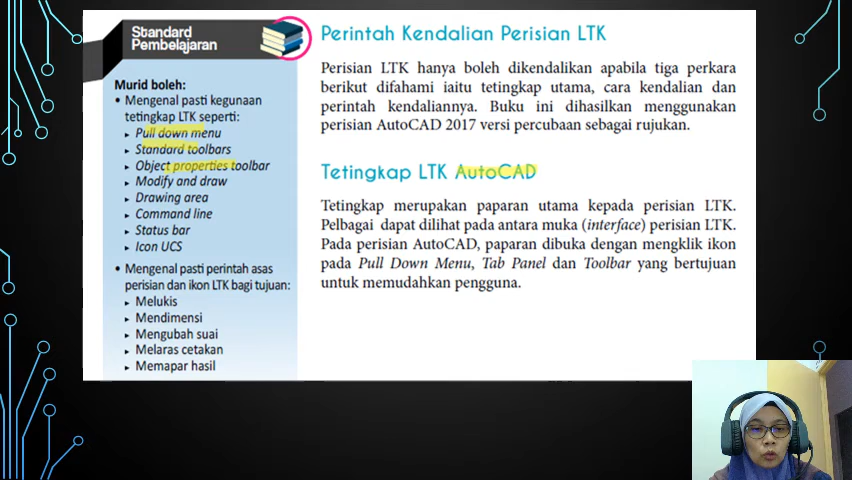 Standard
Pembelajaran
Murid boleh:
• Mengenal pasti kegunaan
tetingkap LTK seperti:
▸ Pull down menu
▸ Standard toolbars
▸ Object properties toolbar
▸ Modify and draw
▸ Drawing area
▸ Command line
▸ Status bar
▸ Icon UCS
• Mengenal pasti perintah asas
perisian dan ikon LTK bagi tujuan:
▸ Melukis
▸ Mendimensi
▸ Mengubah suai
▸ Melaras cetakan
▸ Memapar hasil
Perintah Kendalian Perisian LTK
Perisian LTK hanya boleh dikendalikan apabila tiga perkara
berikut difahami iaitu tetingkap utama, cara kendalian dan
perintah kendaliannya. Buku ini dihasilkan menggunakan
perisian AutoCAD 2017 versi percubaan sebagai rujukan.
Tetingkap LTK AutoCAD
Tetingkap merupakan paparan utama kepada perisian LTK.
Pelbagai dapat dilihat pada antara muka (interface) perisian LTK.
Pada perisian AutoCAD, paparan dibuka dengan mengklik ikon
pada Pull Down Menu, Tab Panel dan Toolbar yang bertujuan
untuk memudahkan pengguna.